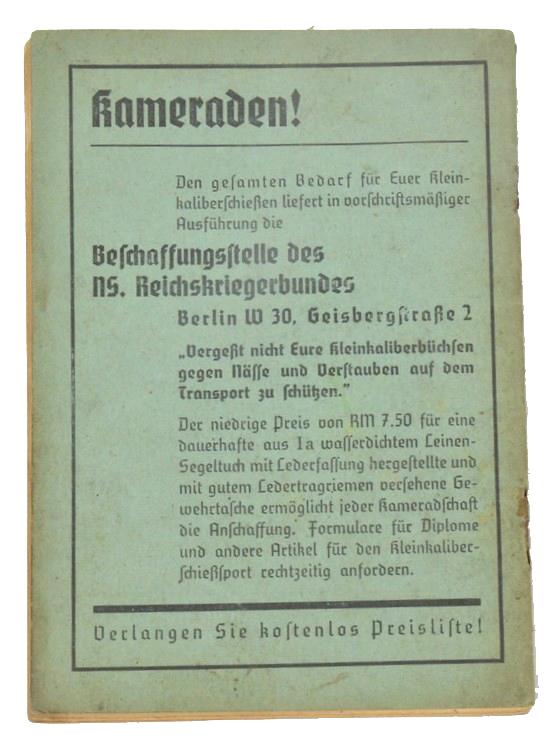 Kameraden!
Den gesamten Bedarf für Euer Klein-
kaliberschießen liefert in vorschriftsmäßiger
Ausführung die
Beschaffungsstelle des
NS. Reichskriegerbundes
Berlin W 30, Geisbergstraße 2
„Vergeßt nicht Eure Kleinkaliberbüchsen
gegen Nässe und Verstauben auf dem
Transport zu schützen.”
Der niedrige Preis von RM 7.50 für eine
dauerhafte aus Ia wasserdichtem Leinen-
Segeltuch mit Lederfassung hergestellte und
mit gutem Ledertragriemen versehene Ge-
wehrtasche ermöglicht jeder Kameradschaft
die Anschaffung. Formulare für Diplome
und andere Artikel für den Kleinkaliber-
schießsport rechtzeitig anfordern.
Verlangen Sie kostenlos Preisliste!